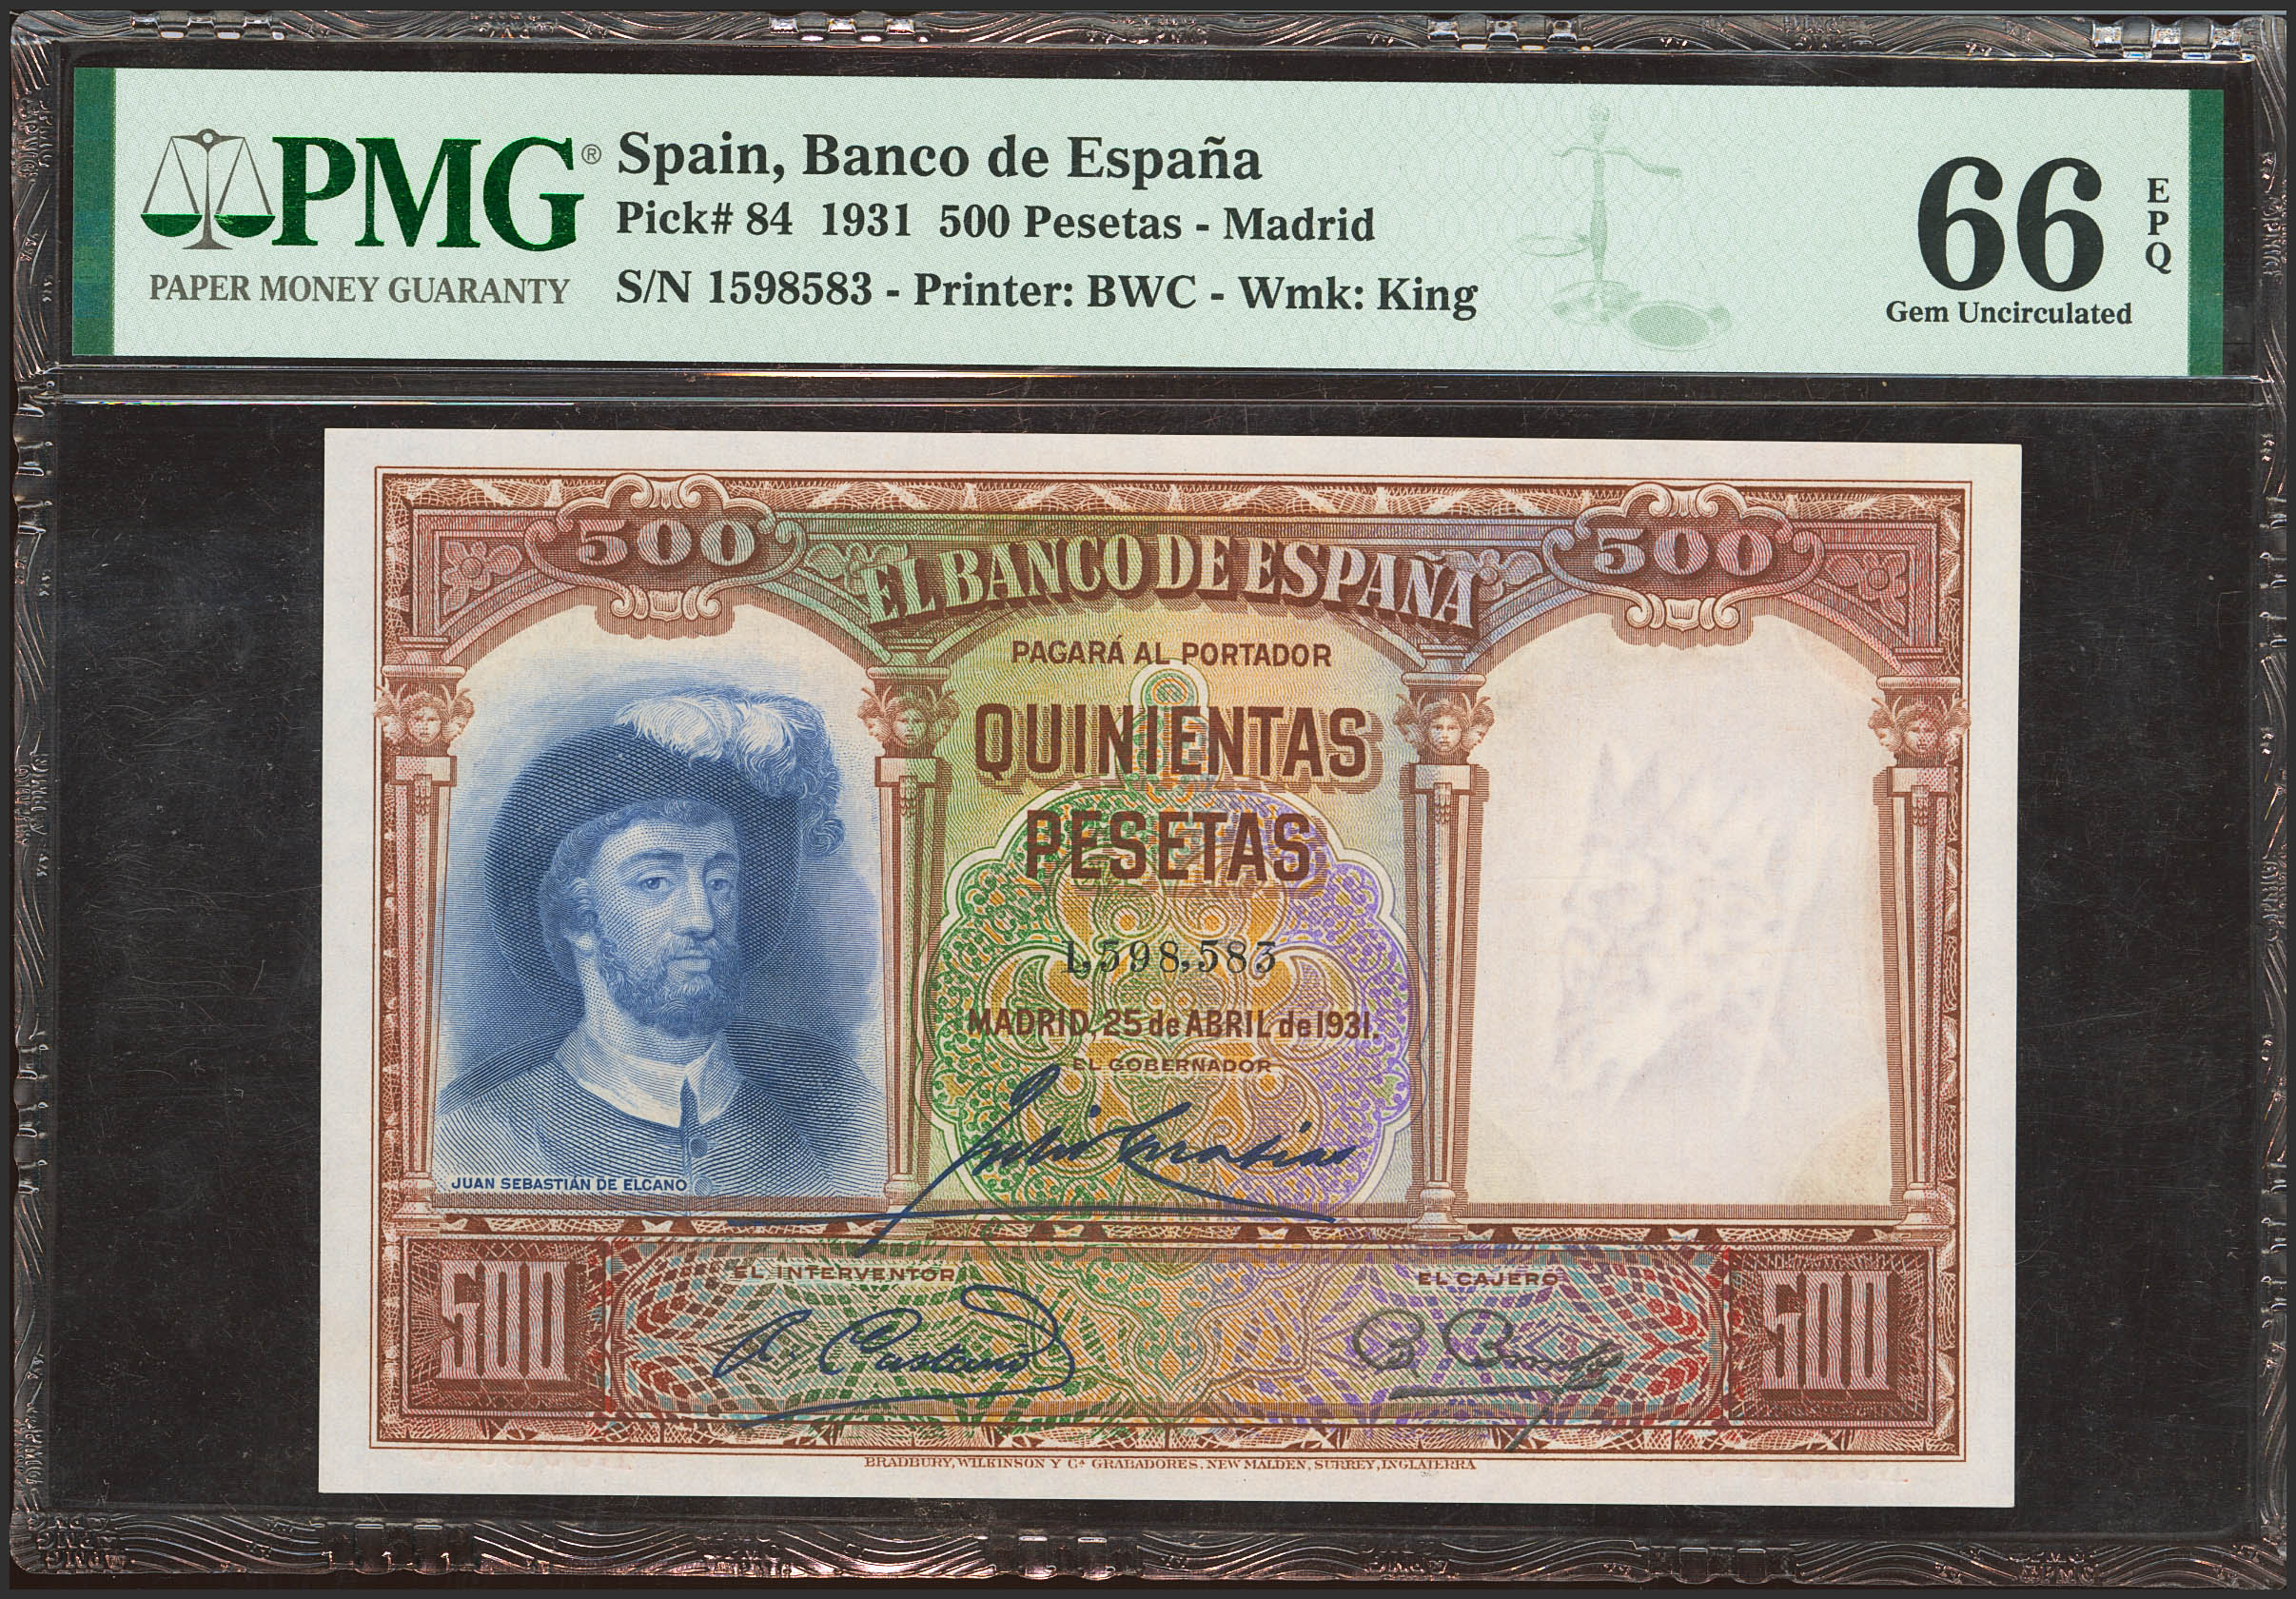 PMG®
PAPER MONEY GUARANTY
Spain, Banco de España
Pick# 84 1931 500 Pesetas - Madrid
S/N 1598583 - Printer: BWC - Wmk: King
66
EPQ
Gem Uncirculated
500
500
EL BANCO DE ESPAÑA
PAGARÁ AL PORTADOR
QUINIENTAS
PESETAS
1,598,583
MADRID, 25 de ABRIL de 1931.
EL GOBERNADOR
JUAN SEBASTIÁN DE ELCANO
EL INTERVENTOR
EL CAJERO
500
500
BRADBURY, WILKINSON Y Cª GRABADORES, NEW MALDEN, SURREY, INGLATERRA